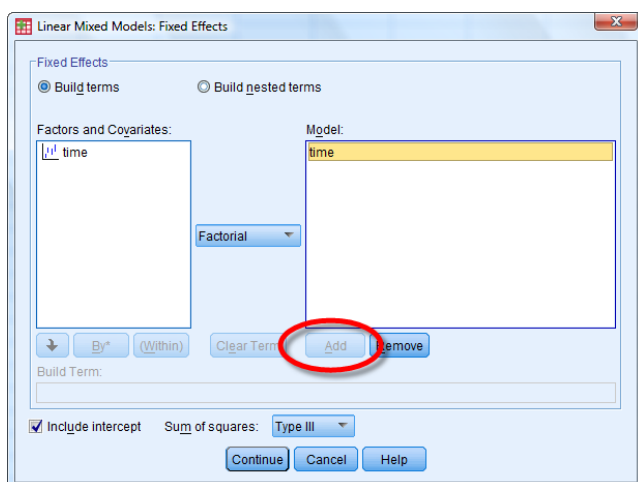 Linear Mixed Models: Fixed Effects
Fixed Effects
Build terms Build nested terms
Factors and Covariates: Model:
time time
Factorial
By* (Within) Clear Term Add Remove
Build Term:
Include intercept Sum of squares: Type III
Continue Cancel Help